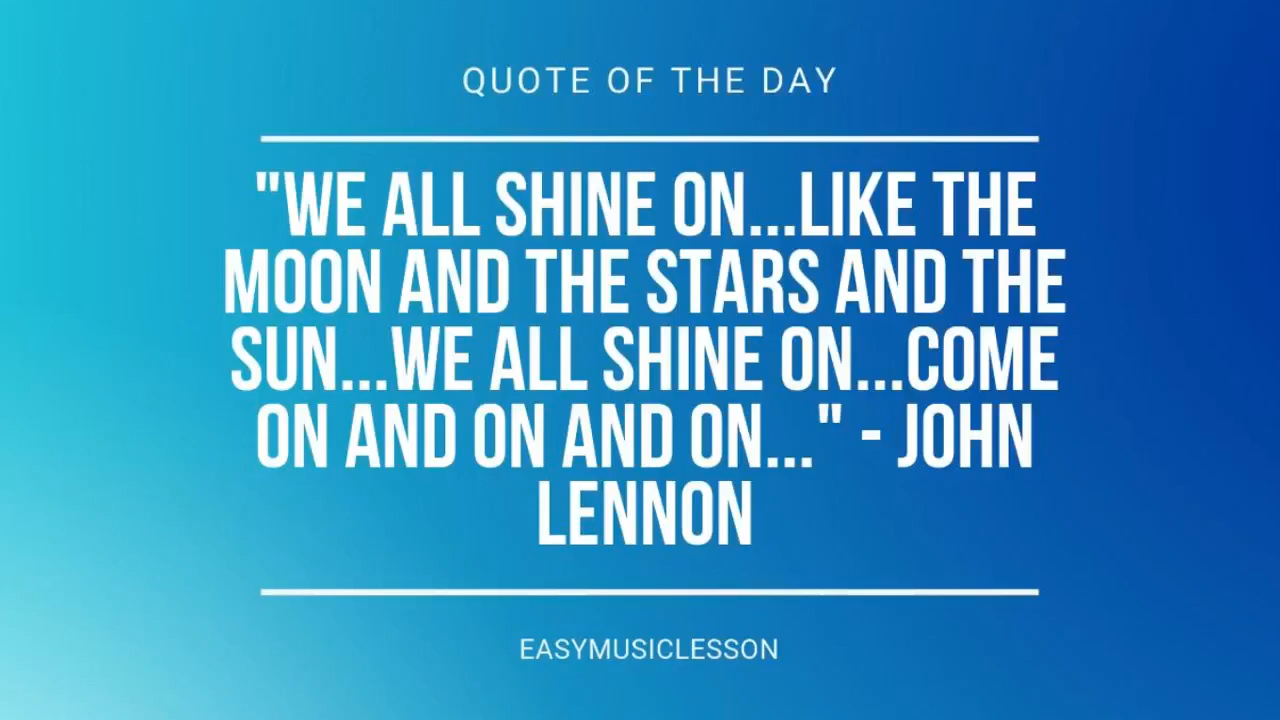 QUOTE OF THE DAY
"WE ALL SHINE ON...LIKE THE
MOON AND THE STARS AND THE
SUN...WE ALL SHINE ON...COME
ON AND ON AND ON..." - JOHN
LENNON
EASYMUSICLESSON